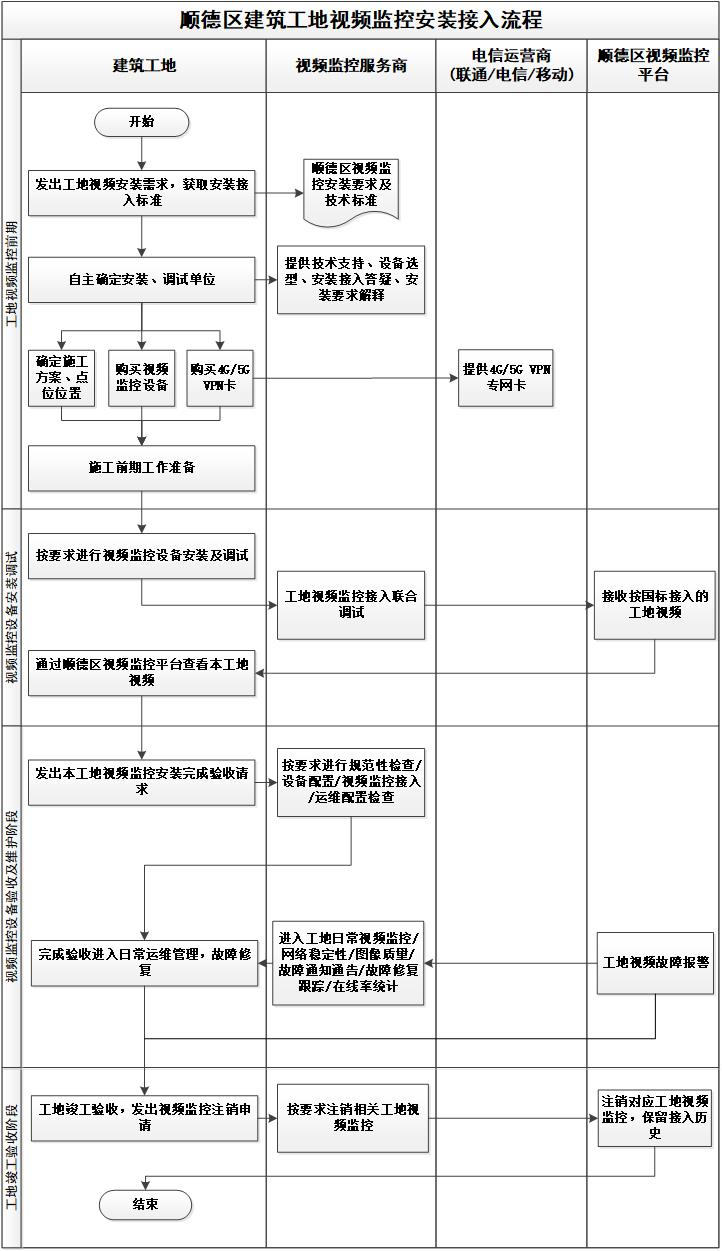 顺德区建筑工地视频监控安装接入流程
建筑工地
视频监控服务商
电信运营商
(联通/电信/移动)
顺德区视频监控
平台
工地视频监控前期
开始
发出工地视频安装需求，获取安装接
入标准
顺德区视频监
控安装要求及
技术标准
自主确定安装、调试单位
提供技术支持、设备选
型、安装接入答疑、安
装要求解释
确定施工
方案、点
位位置
购买视频
监控设备
购买4G/5G
VPN卡
提供4G/5G VPN
专网卡
施工前期工作准备
视频监控设备安装调试
按要求进行视频监控设备安装及调试
工地视频监控接入联合
调试
接收按国标接入的
工地视频
通过顺德区视频监控平台查看本工地
视频
视频监控设备验收及维护阶段
发出本工地视频监控安装完成验收请
求
按要求进行规范性检查/
设备配置/视频监控接入
/运维配置检查
完成验收进入日常运维管理，故障修
复
进入工地日常视频监控/
网络稳定性/图像质量/
故障通知通告/故障修复
跟踪/在线率统计
工地视频故障报警
工地竣工验收阶段
工地竣工验收，发出视频监控注销申
请
按要求注销相关工地视
频监控
注销对应工地视频
监控，保留接入历
史
结束